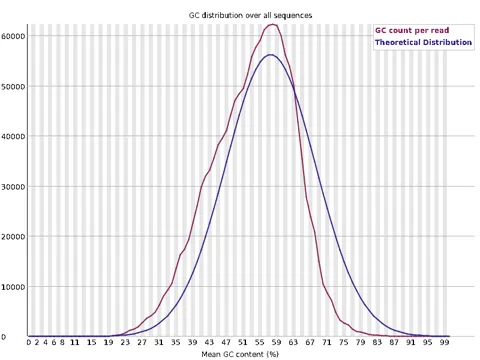 GC distribution over all sequences
GC count per read
Theoretical Distribution
60000
50000
40000
30000
20000
10000
0
0 2 4 6 8 11 15 19 23 27 31 35 39 43 47 51 55 59 63 67 71 75 79 83 87 91 95 99
Mean GC content (%)